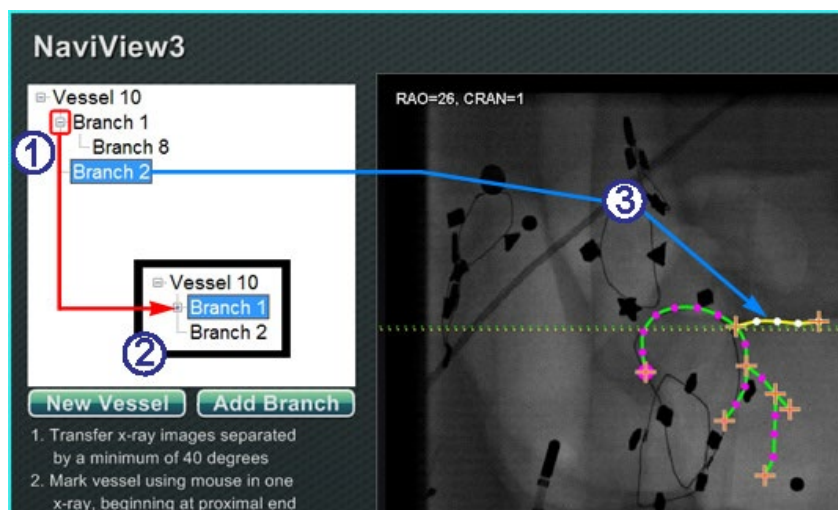 NaviView3
Vessel 10
Branch 1
Branch 8
Branch 2
1
2
Vessel 10
Branch 1
Branch 2
New Vessel
Add Branch
1. Transfer x-ray images separated
by a minimum of 40 degrees
2. Mark vessel using mouse in one
x-ray, beginning at proximal end
RAO=26, CRAN=1
3